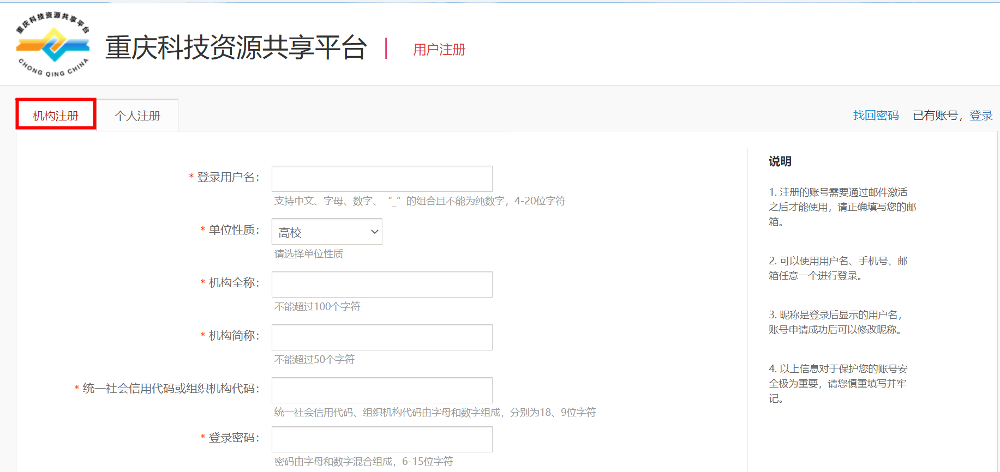 重庆科技资源共享平台
CHONG QING CHINA
重庆科技资源共享平台
用户注册
机构注册
个人注册
找回密码 已有账号，登录
* 登录用户名：
支持中文、字母、数字、“_”的组合且不能为纯数字，4-20位字符
* 单位性质：
高校
请选择单位性质
* 机构全称：
不能超过100个字符
* 机构简称：
不能超过50个字符
* 统一社会信用代码或组织机构代码：
统一社会信用代码、组织机构代码由字母和数字组成，分别为18、9位字符
* 登录密码：
密码由字母和数字混合组成，6-15位字符
说明
1. 注册的账号需要通过邮件激活
之后才能使用，请正确填写您的邮
箱。
2. 可以使用用户名、手机号、邮
箱任意一个进行登录。
3. 昵称是登录后显示的用户名，
账号申请成功后可以修改昵称。
4. 以上信息对于保护您的账号安
全极为重要，请您慎重填写并牢
记。